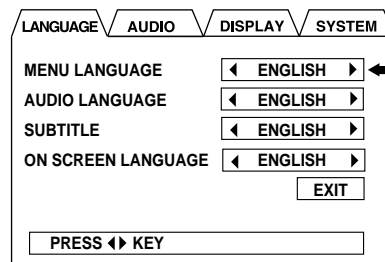 LANGUAGE AUDIO DISPLAY SYSTEM
MENU LANGUAGE ENGLISH
AUDIO LANGUAGE ENGLISH
SUBTITLE ENGLISH
ON SCREEN LANGUAGE ENGLISH
EXIT
PRESS ◀▶ KEY